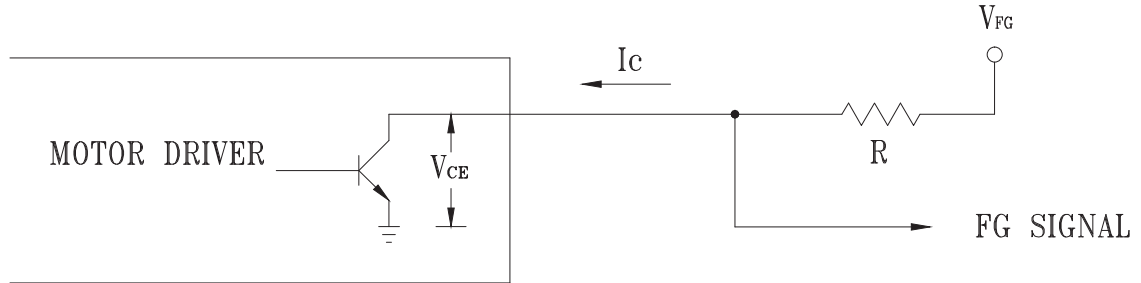 VFG
Ic
MOTOR DRIVER
VCE
R
FG SIGNAL